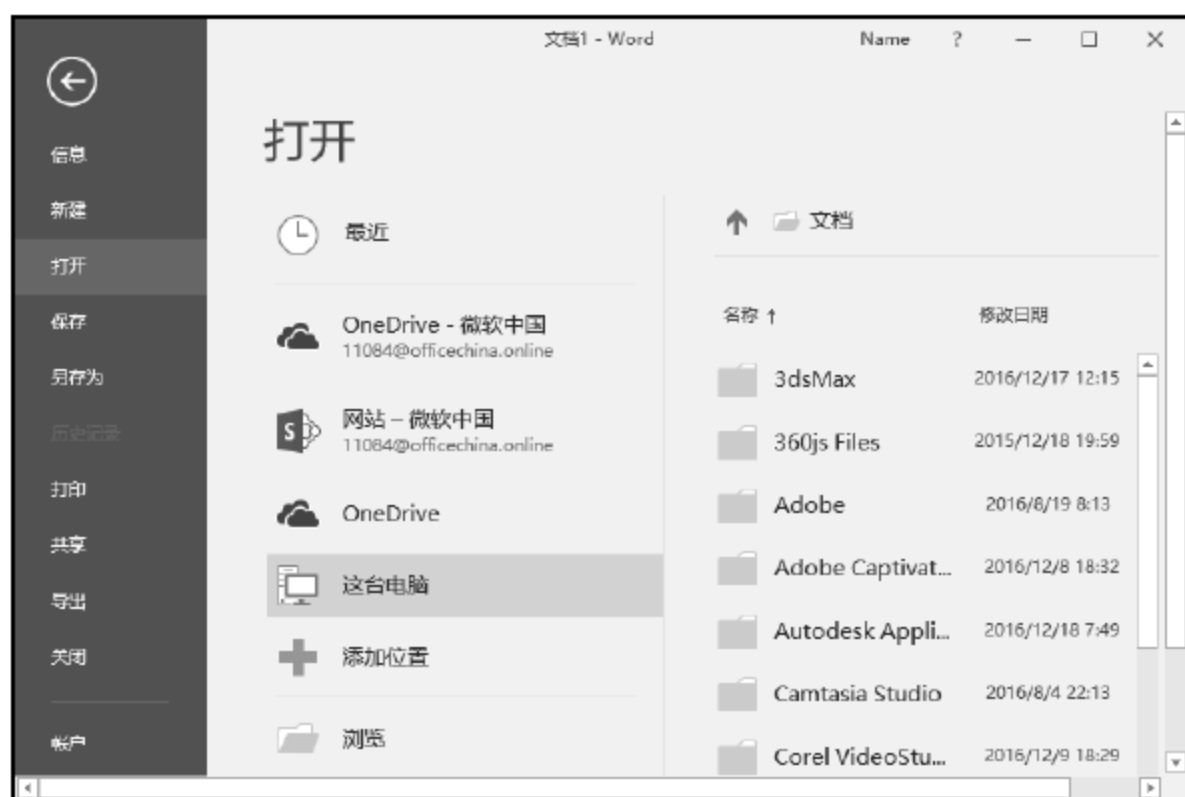 文档1 - Word
Name
?
信息
新建
打开
保存
另存为
历史记录
打印
共享
导出
关闭
帐户
打开
最近
OneDrive - 微软中国
11084@officechina.online
网站 – 微软中国
11084@officechina.online
OneDrive
这台电脑
添加位置
浏览
文档
名称 ↑ 修改日期
3dsMax 2016/12/17 12:15
360js Files 2015/12/18 19:59
Adobe 2016/8/19 8:13
Adobe Captivat... 2016/12/8 18:32
Autodesk Appli... 2016/12/18 7:49
Camtasia Studio 2016/8/4 22:13
Corel VideoStu... 2016/12/9 18:29